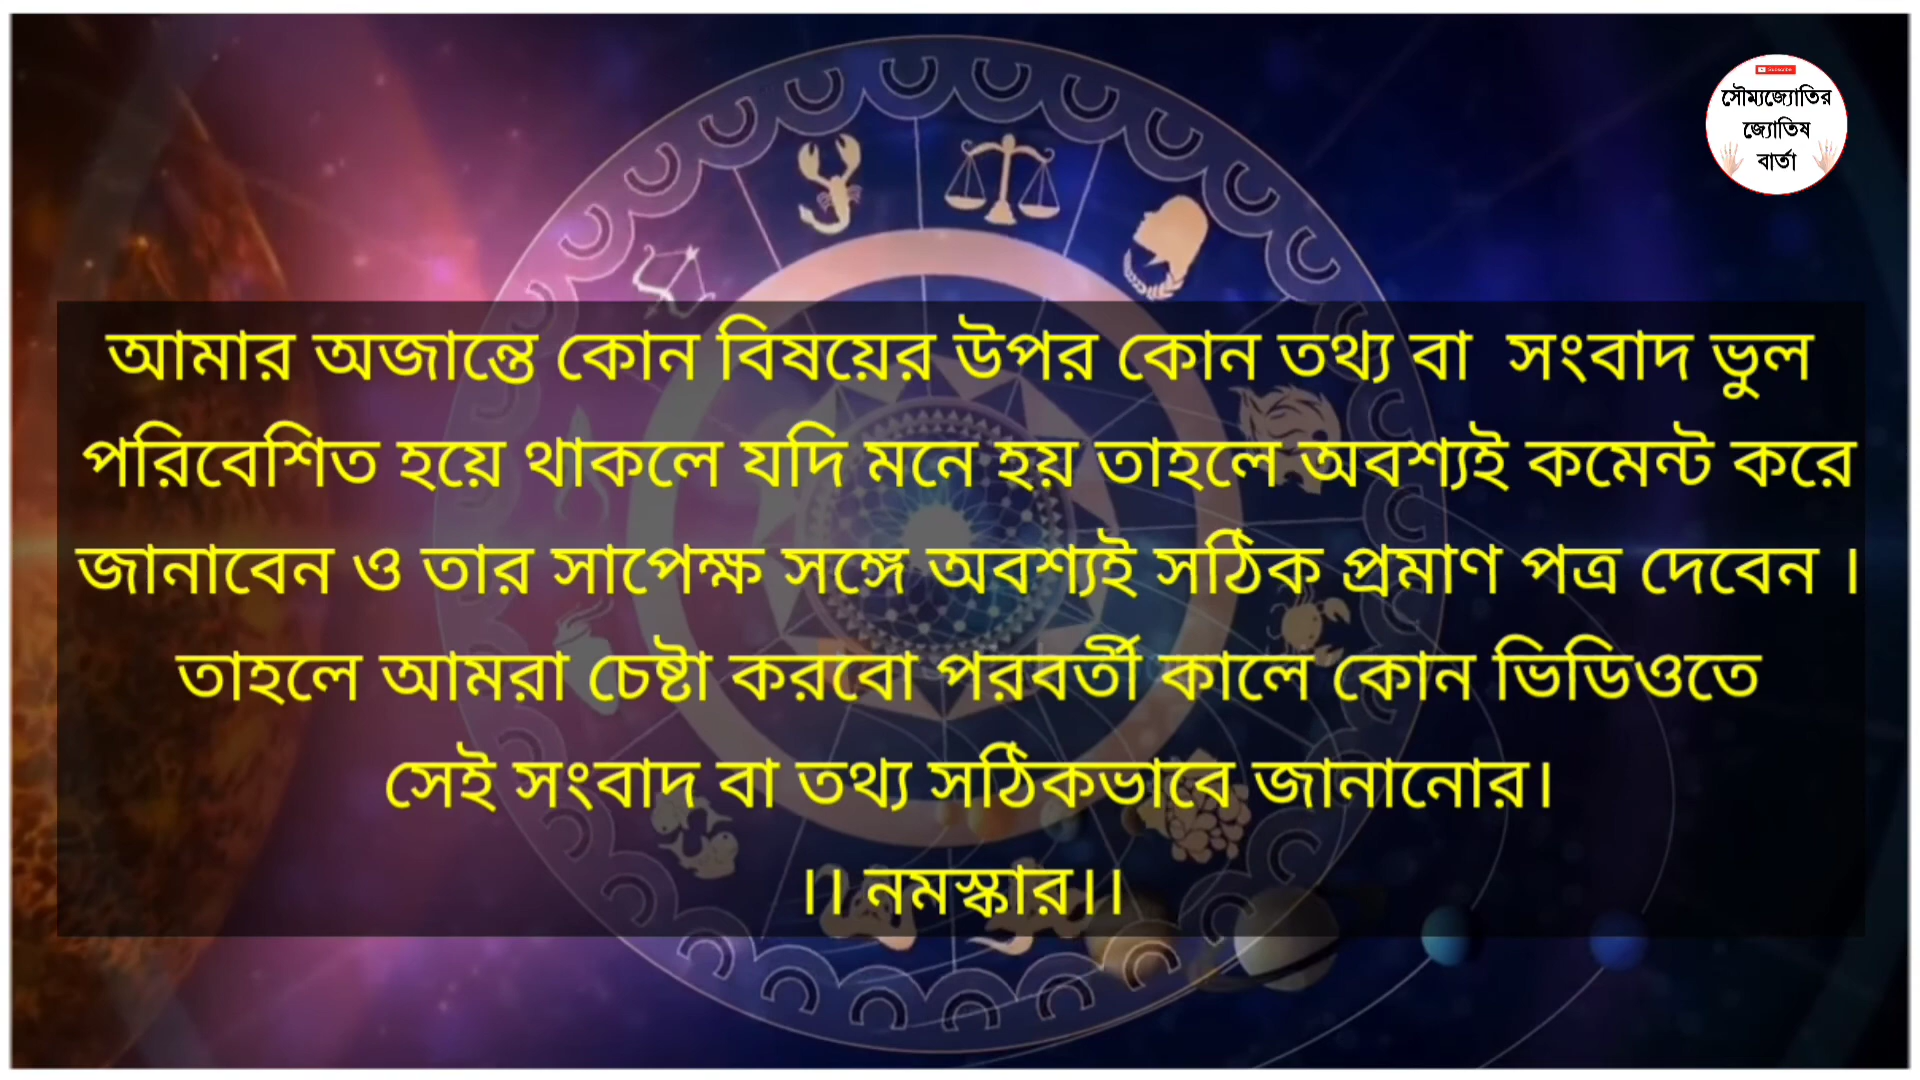 সৌম্যজ্যোতির
জ্যোতিষ
বার্তা
আমার অজান্তে কোন বিষয়ের উপর কোন তথ্য বা সংবাদ ভুল
পরিবেশিত হয়ে থাকলে যদি মনে হয় তাহলে অবশ্যই কমেন্ট করে
জানাবেন ও তার সাপেক্ষ সঙ্গে অবশ্যই সঠিক প্রমাণ পত্র দেবেন ।
তাহলে আমরা চেষ্টা করবো পরবর্তী কালে কোন ভিডিওতে
সেই সংবাদ বা তথ্য সঠিকভাবে জানানোর।
।। নমস্কার।।